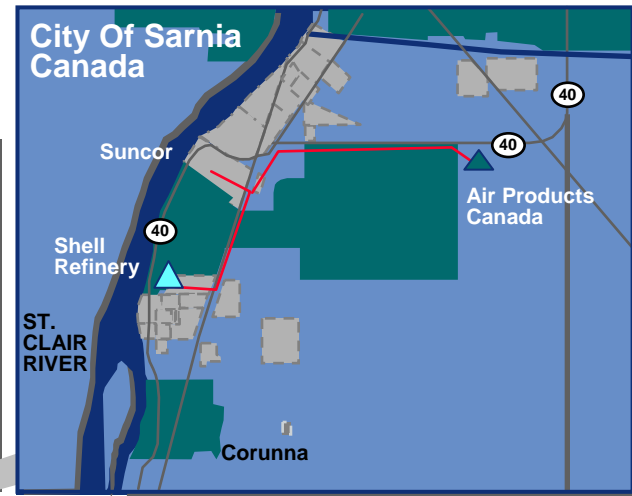 City Of Sarnia
Canada
40
40
Suncor
Air Products
Canada
40
Shell
Refinery
ST.
CLAIR
RIVER
Corunna